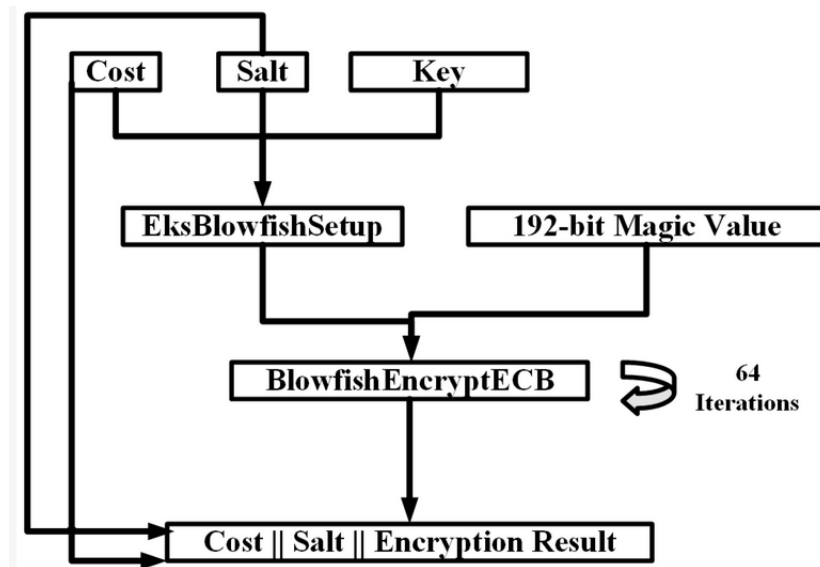 Cost
Salt
Key
EksBlowfishSetup
192-bit Magic Value
BlowfishEncryptECB
64
Iterations
Cost || Salt || Encryption Result